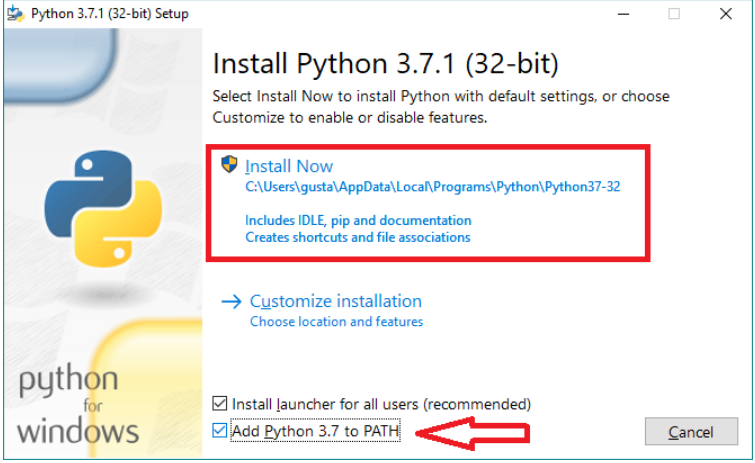 Python 3.7.1 (32-bit) Setup
Install Python 3.7.1 (32-bit)
Select Install Now to install Python with default settings, or choose
Customize to enable or disable features.
Install Now
C:\Users\gusta\AppData\Local\Programs\Python\Python37-32
Includes IDLE, pip and documentation
Creates shortcuts and file associations
Customize installation
Choose location and features
Install launcher for all users (recommended)
Add Python 3.7 to PATH
Cancel
python
for
windows